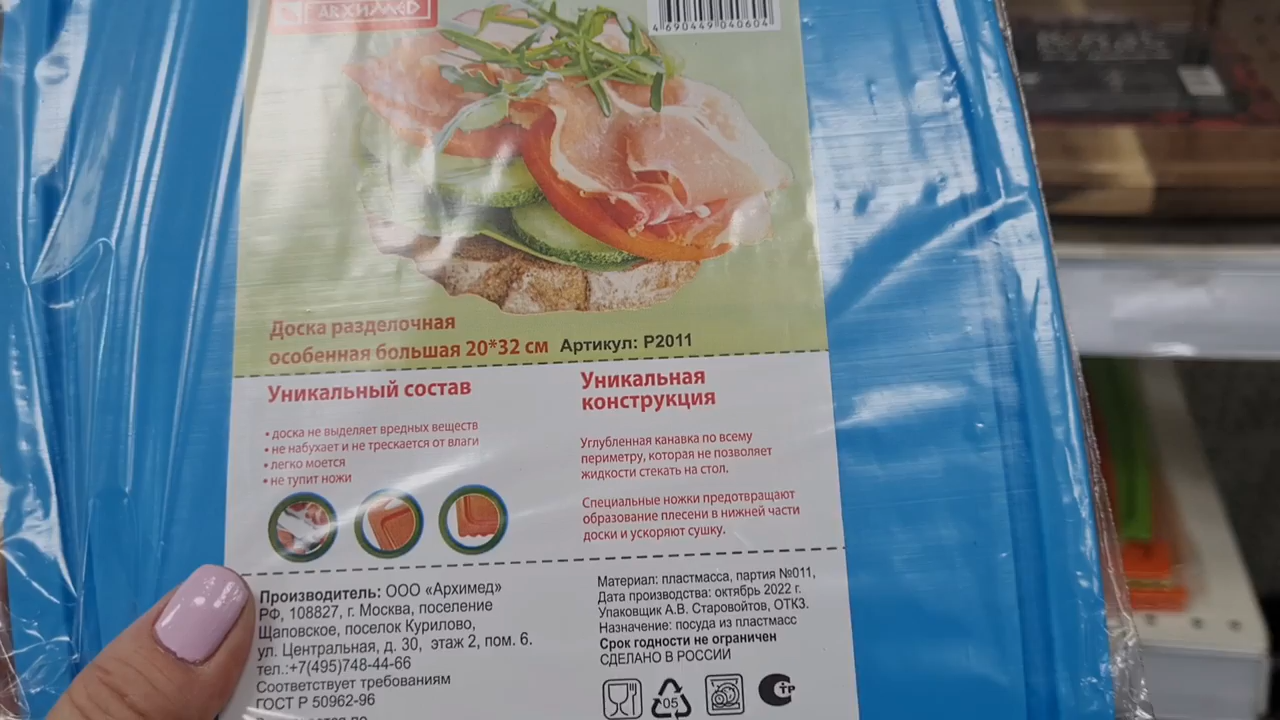 АРХИМЕD
4690449 040604
Доска разделочная
особенная большая 20*32 см Артикул: Р2011
Уникальный состав
• доска не выделяет вредных веществ
• не набухает и не трескается от влаги
• легко моется
• не тупит ножи
Уникальная
конструкция
Углубленная канавка по всему
периметру, которая не позволяет
жидкости стекать на стол.
Специальные ножки предотвращают
образование плесени в нижней части
доски и ускоряют сушку.
Производитель: ООО «Архимед»
РФ, 108827, г. Москва, поселение
Щаповское, поселок Курилово,
ул. Центральная, д. 30, этаж 2, пом. 6.
тел.:+7(495)748-44-66
Соответствует требованиям
ГОСТ Р 50962-96
Материал: пластмасса, партия №011,
Дата производства: октябрь 2022 г.
Упаковщик А.В. Старовойтов, ОТК3.
Назначение: посуда из пластмасс
Срок годности не ограничен
СДЕЛАНО В РОССИИ
05
СТР